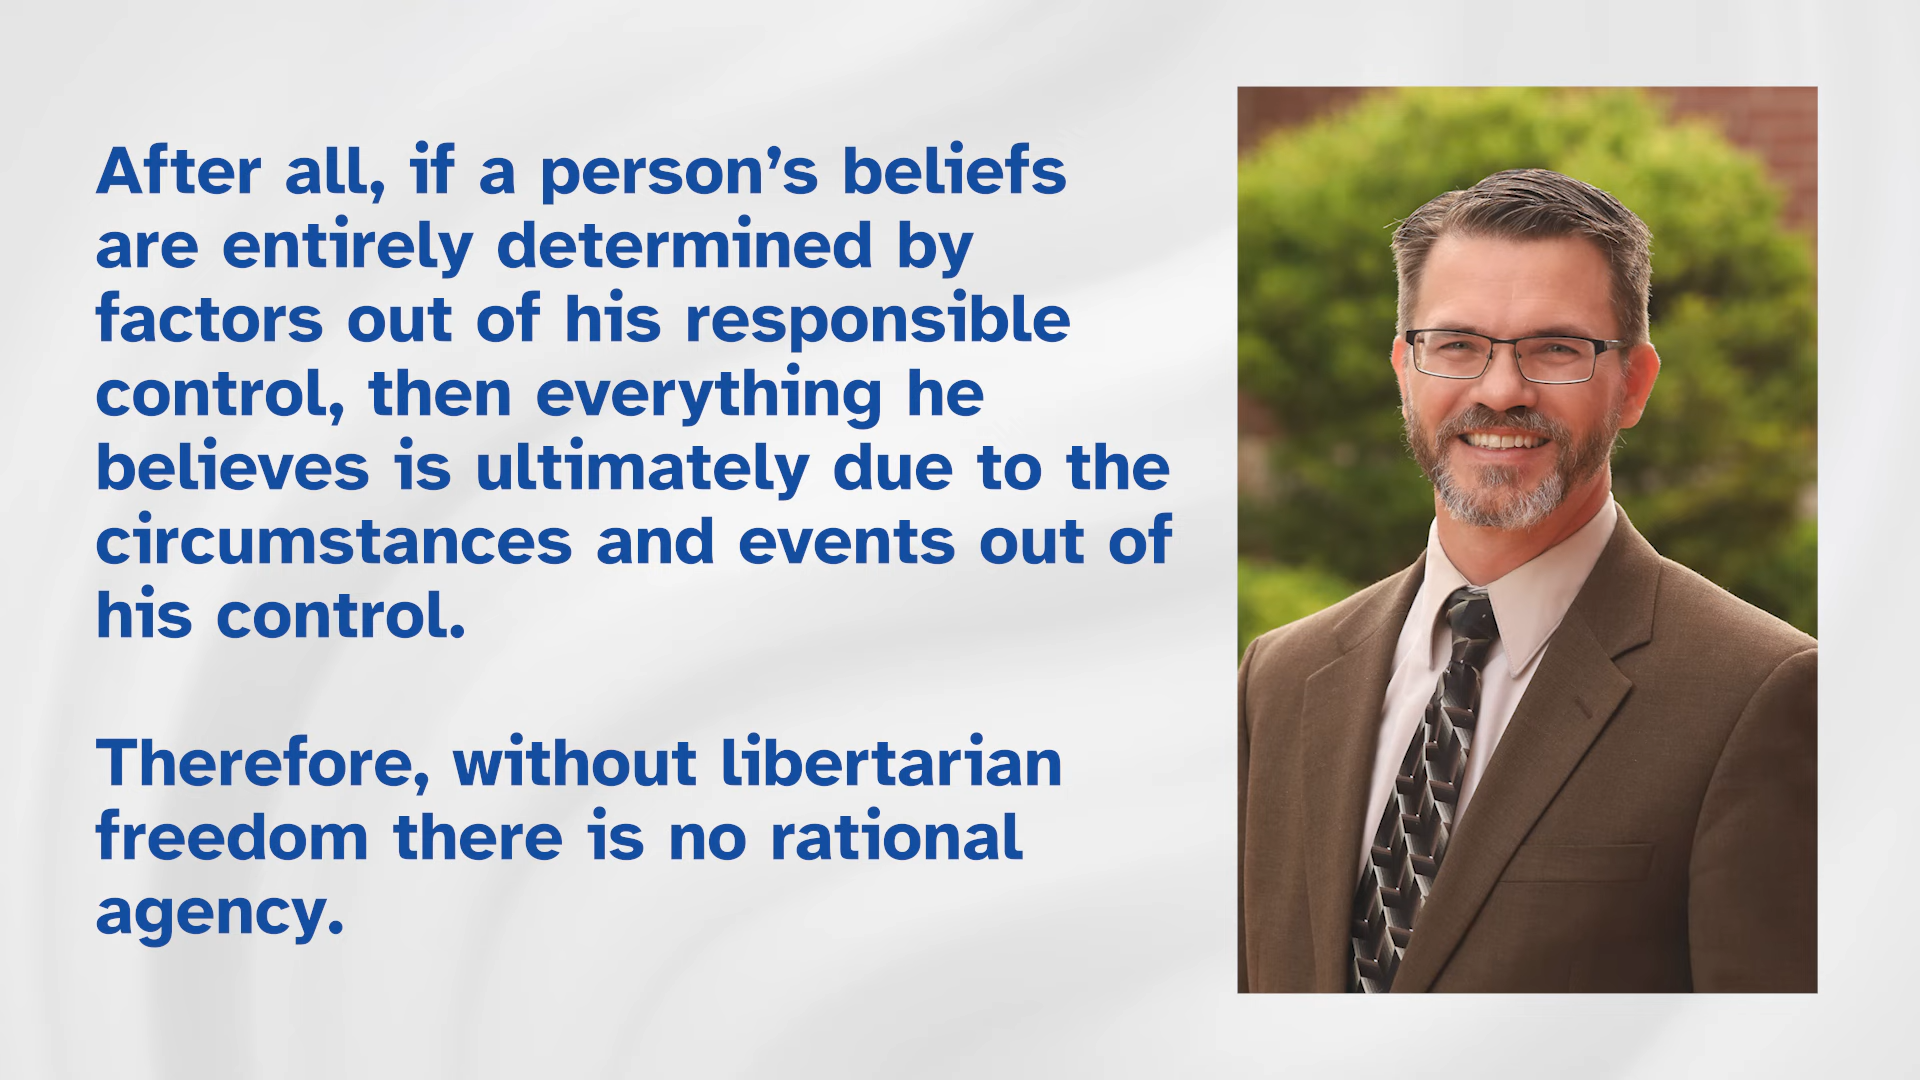 After all, if a person’s beliefs
are entirely determined by
factors out of his responsible
control, then everything he
believes is ultimately due to the
circumstances and events out of
his control.
Therefore, without libertarian
freedom there is no rational
agency.